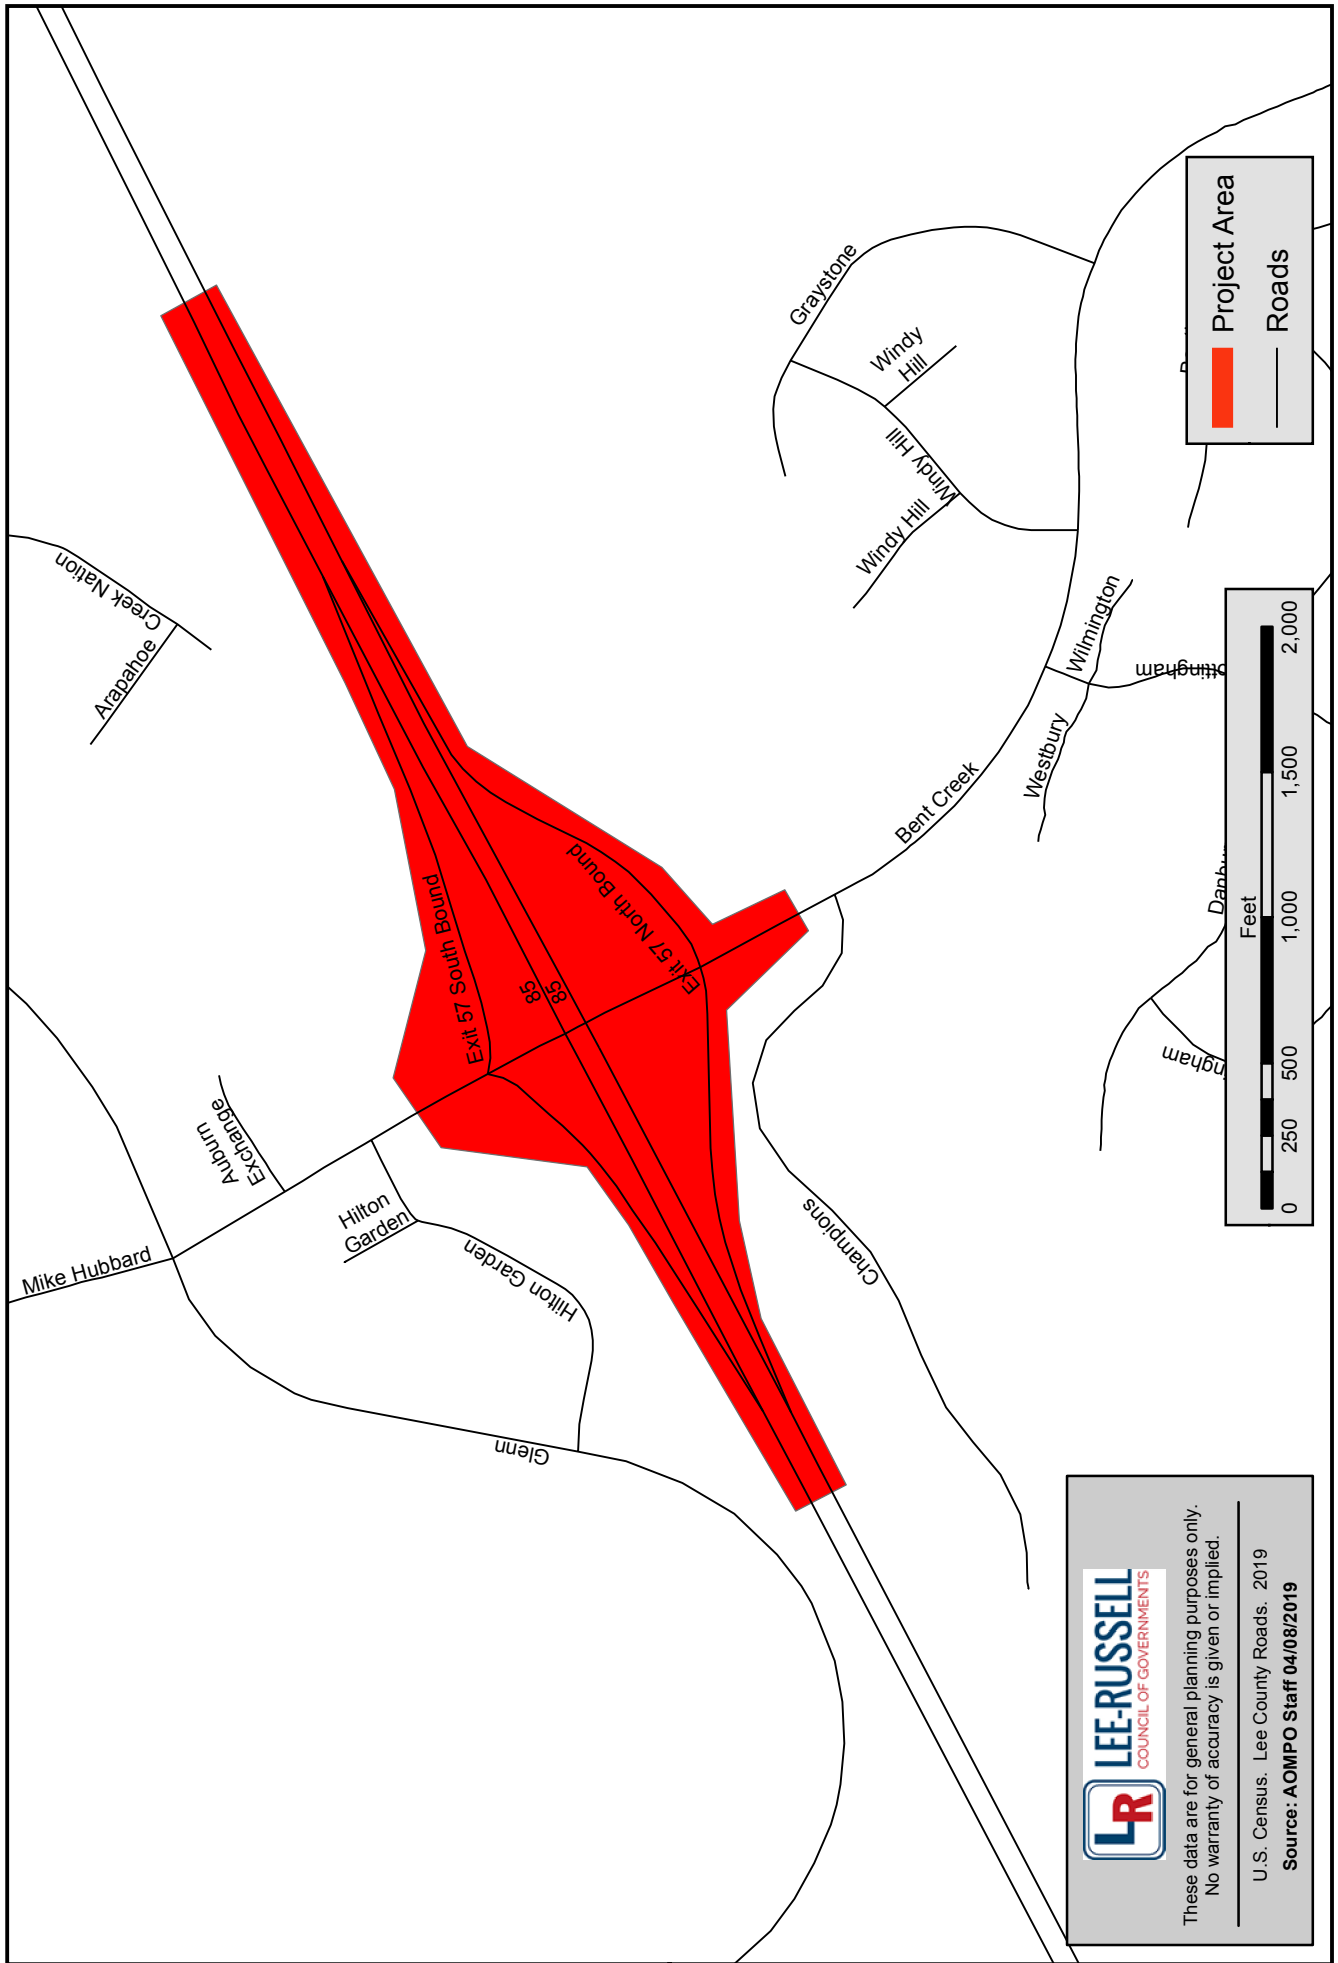 Mike Hubbard
Auburn
Exchange
Hilton
Garden
Hilton Garden
Glenn
Creek Nation
Arapahoe
Exit 57 South Bound
85
85
Exit 57 North Bound
Champions
Bent Creek
Graystone
Windy
Hill
Windy Hill
Windy Hill
Wilmington
Westbury
LR
LEE-RUSSELL
COUNCIL OF GOVERNMENTS
These data are for general planning purposes only.
No warranty of accuracy is given or implied.
U.S. Census. Lee County Roads. 2019
Source: AOMPO Staff 04/08/2019
Feet
0 250 500 1,000 1,500 2,000
Project Area
Roads